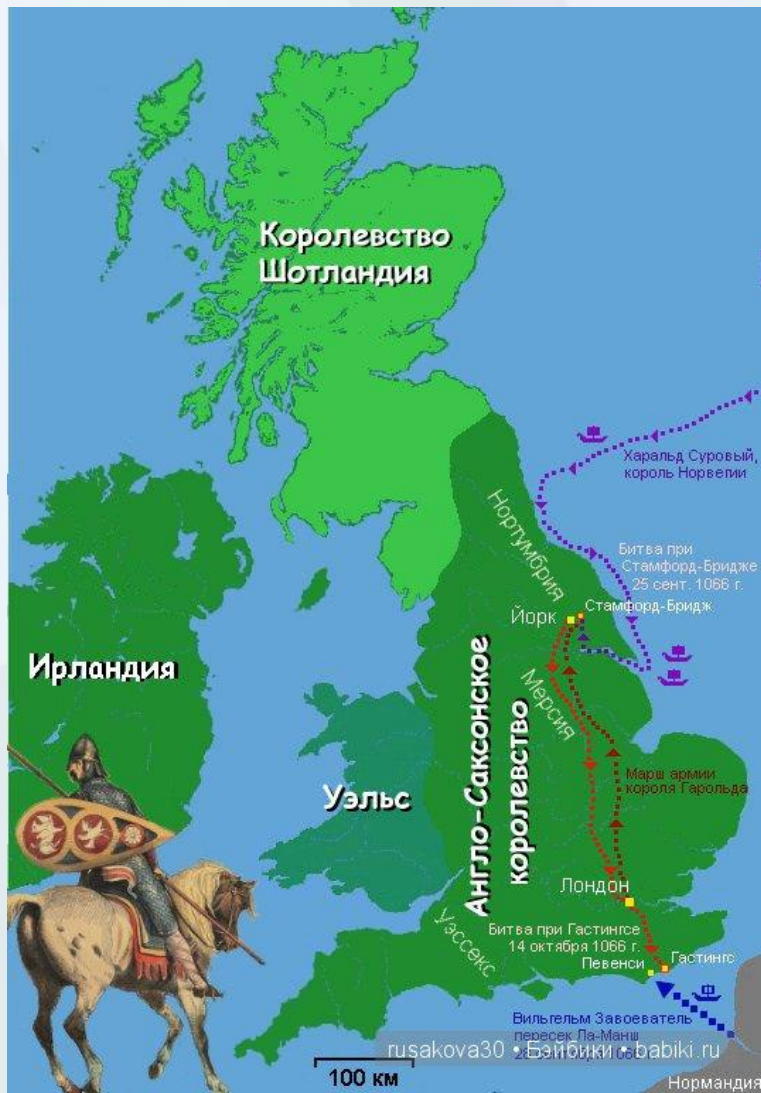 Королевство
Шотландия
Харальд Суровый,
король Норвегии
Нортумбрия
Битва при
Стамфорд-Бридже
25 сент. 1066 г.
Стамфорд-Бридж
Йорк
Ирландия
Мерсия
Англо-Саксонское
королевство
Уэльс
Марш армии
короля Гарольда
Лондон
Уэссекс
Битва при Гастингсе
14 октября 1066 г.
Певенси
Гастингс
Вильгельм Завоеватель
пересек Ла-Манш
rusakova30 • Бэйбики • babiki.ru
100 км
Нормандия